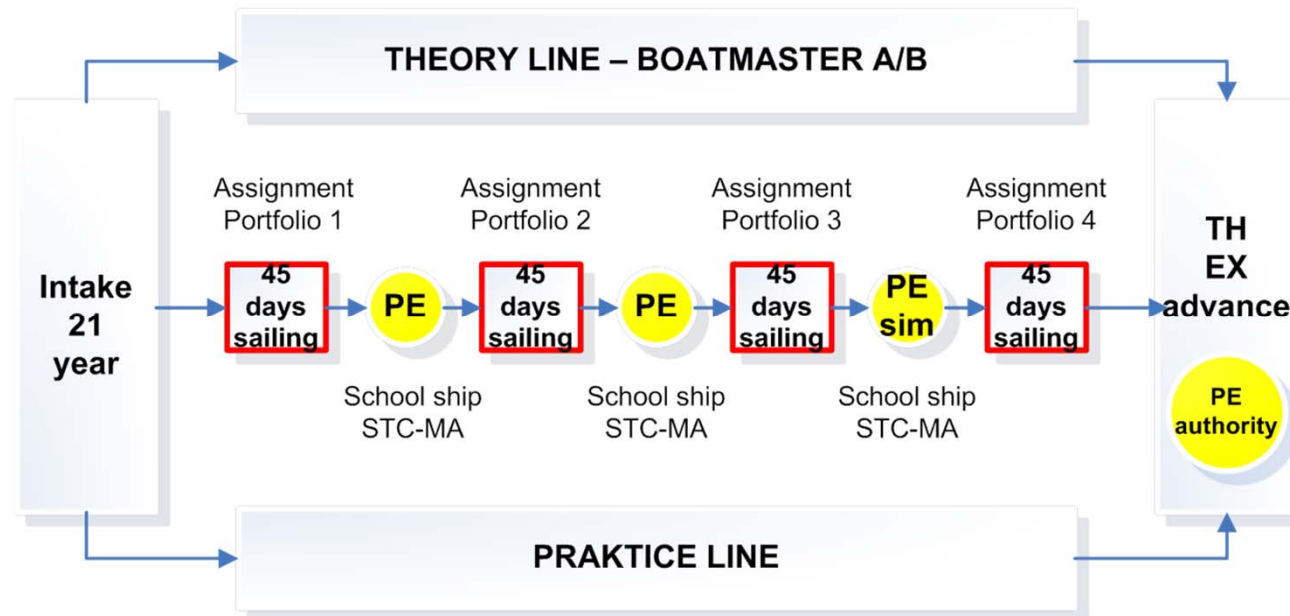 THEORY LINE – BOATMASTER A/B
Intake
21
year
Assignment
Portfolio 1
45
days
sailing
PE
School ship
STC-MA
Assignment
Portfolio 2
45
days
sailing
PE
School ship
STC-MA
Assignment
Portfolio 3
45
days
sailing
PE
sim
School ship
STC-MA
Assignment
Portfolio 4
45
days
sailing
TH
EX
advance
PE
authority
PRAKTICE LINE